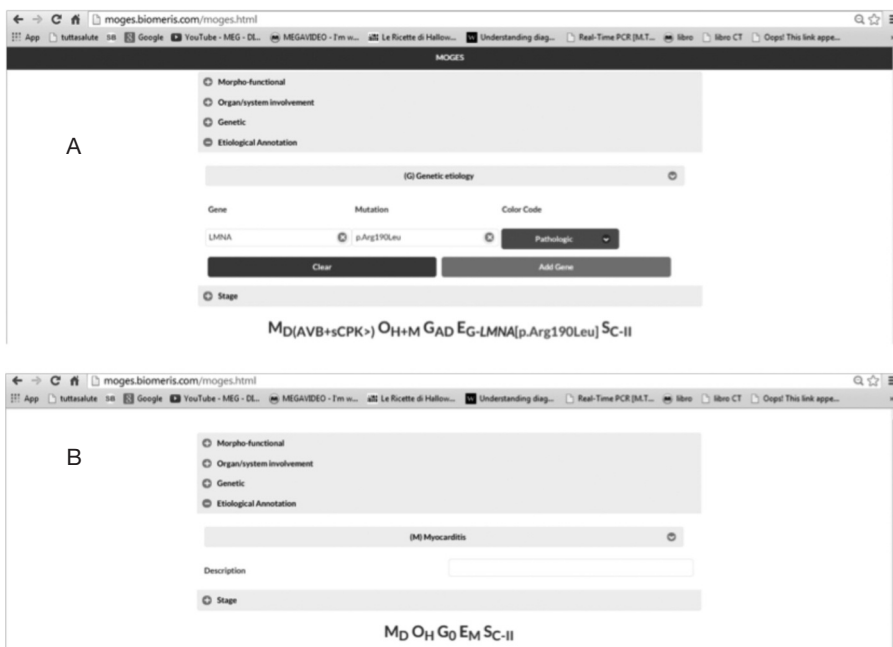 moges.biomeris.com/moges.html
App tuttasalute Google YouTube - MEG - DI... MEGAVIDEO - I'm w... Le Ricette di Hallow... Understanding diag... Real-Time PCR [M.T... libro libro CT Oops! This link appe...
MOGES
Morpho-functional
Organ/system involvement
Genetic
A
Etiological Annotation
(G) Genetic etiology
Gene Mutation Color Code
LMNA p.Arg190Leu Pathologic
Clear Add Gene
Stage
MD(AVB+sCPK>) OH+M GAD EG-LMNA[p.Arg190Leu] SC-II
moges.biomeris.com/moges.html
App tuttasalute Google YouTube - MEG - DI... MEGAVIDEO - I'm w... Le Ricette di Hallow... Understanding diag... Real-Time PCR [M.T... libro libro CT Oops! This link appe...
Morpho-functional
B
Organ/system involvement
Genetic
Etiological Annotation
(M) Myocarditis
Description
Stage
MD OH G0 EM SC-II